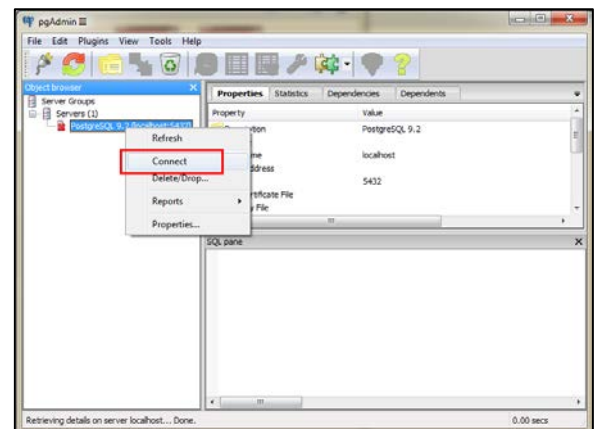 pgAdmin III
File Edit Plugins View Tools Help
Object browser
Server Groups
Servers (1)
PostgreSQL 9.2 (localhost:5432)
Refresh
Connect
Delete/Drop...
Reports
Properties...
Properties Statistics Dependencies Dependents
Property Value
PostgreSQL 9.2
localhost
5432
SQL pane
Retrieving details on server localhost... Done.
0.00 secs